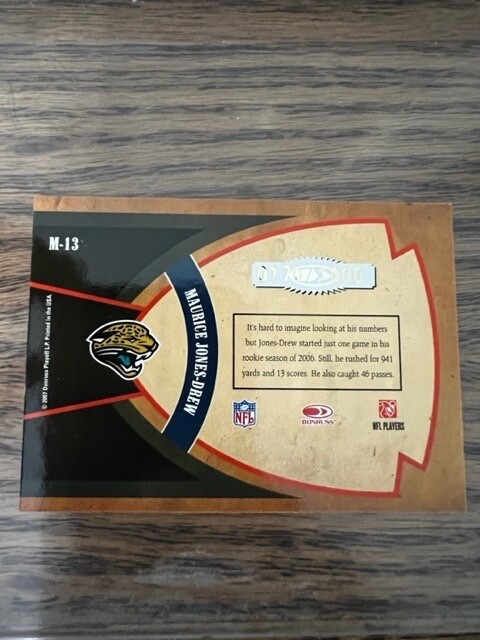 M-13
MAURICE JONES-DREW
It's hard to imagine looking at his numbers
but Jones-Drew started just one game in his
rookie season of 2006. Still, he rushed for 941
yards and 13 scores. He also caught 46 passes.
NFL
DONRUSS
NFL PLAYERS
© 2007 Donruss Playoff L.P. Printed in the USA.